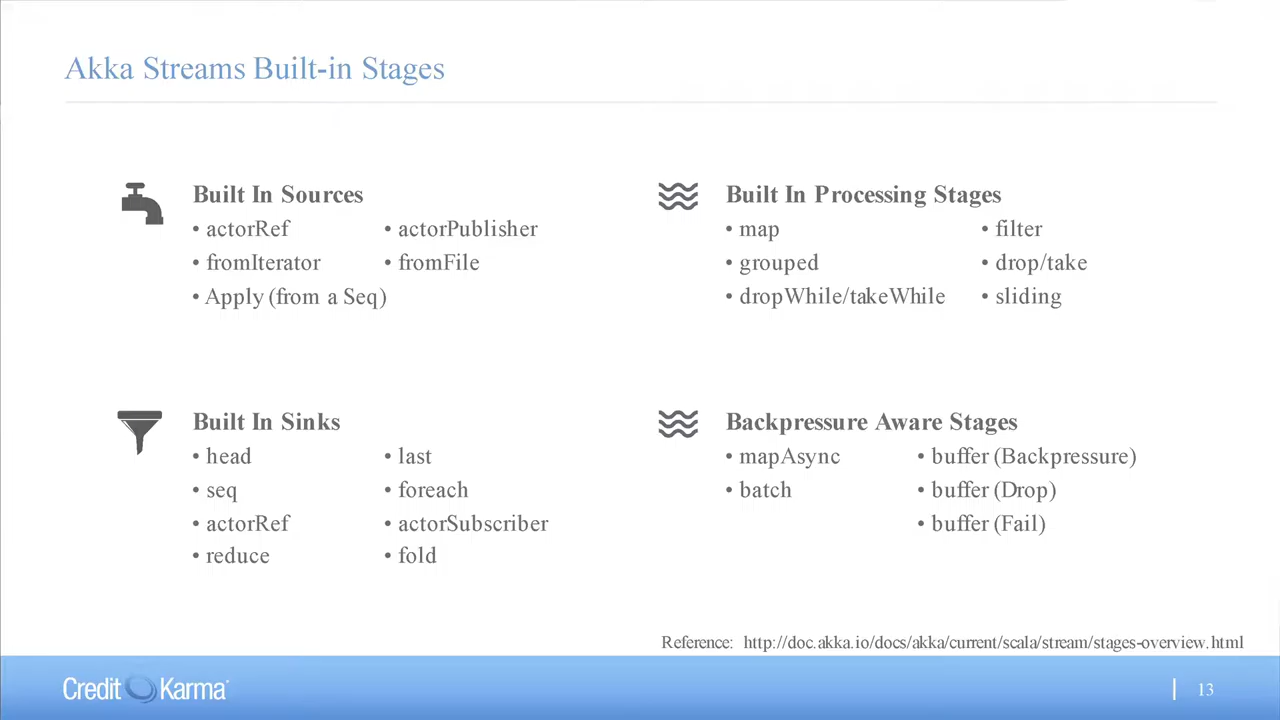 Akka Streams Built-in Stages
Built In Sources
• actorRef
• actorPublisher
• fromIterator
• fromFile
• Apply (from a Seq)
Built In Processing Stages
• map
• filter
• grouped
• drop/take
• dropWhile/takeWhile
• sliding
Built In Sinks
• head
• last
• seq
• foreach
• actorRef
• actorSubscriber
• reduce
• fold
Backpressure Aware Stages
• mapAsync
• buffer (Backpressure)
• batch
• buffer (Drop)
• buffer (Fail)
Reference: http://doc.akka.io/docs/akka/current/scala/stream/stages-overview.html
Credit Karma
13